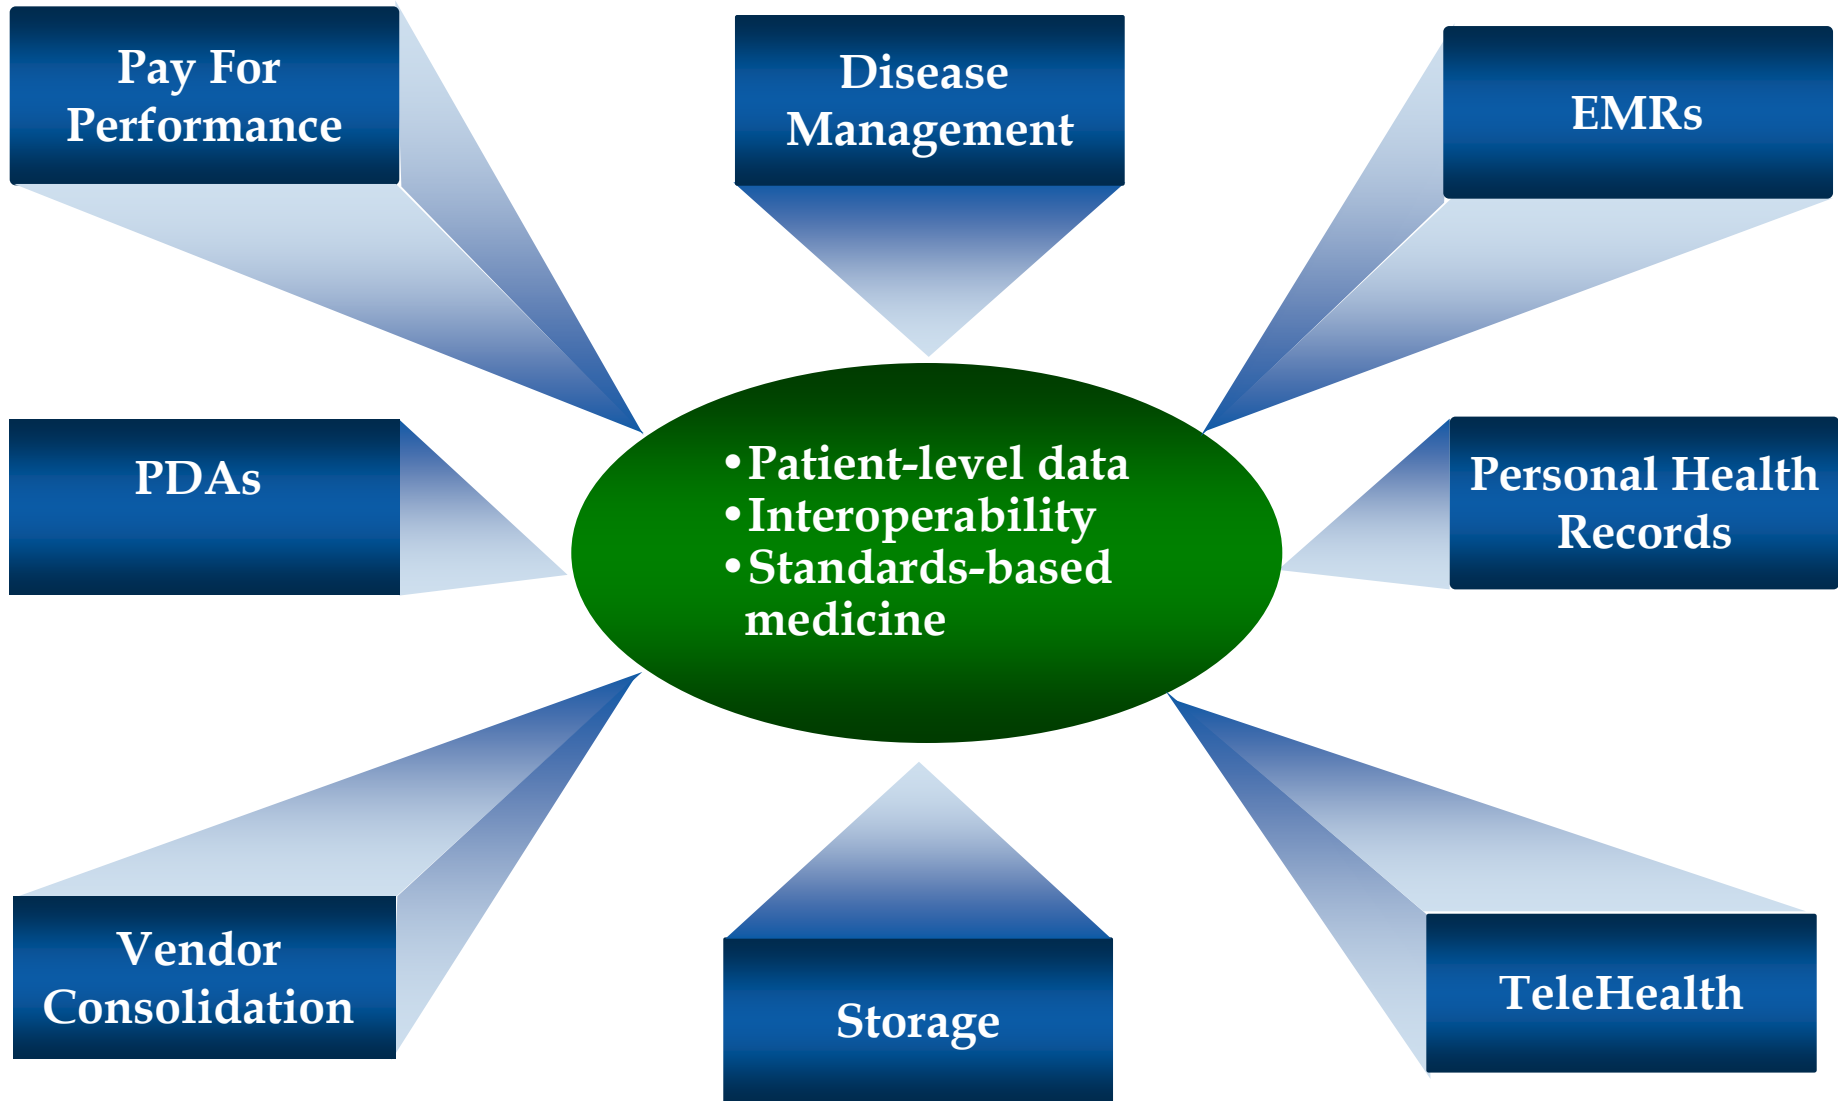 Pay For
Performance
Disease
Management
EMRs
PDAs
•Patient-level data
•Interoperability
•Standards-based
medicine
Personal Health
Records
Vendor
Consolidation
Storage
TeleHealth